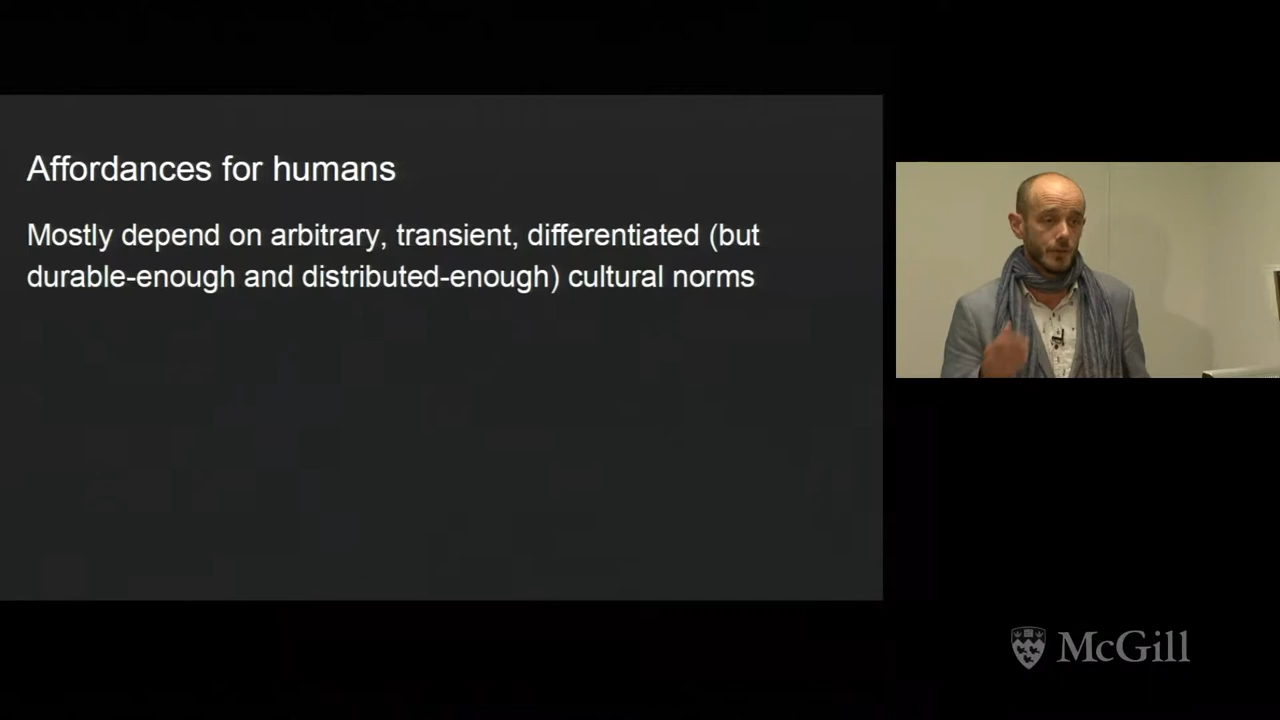 Affordances for humans
Mostly depend on arbitrary, transient, differentiated (but
durable-enough and distributed-enough) cultural norms
McGill